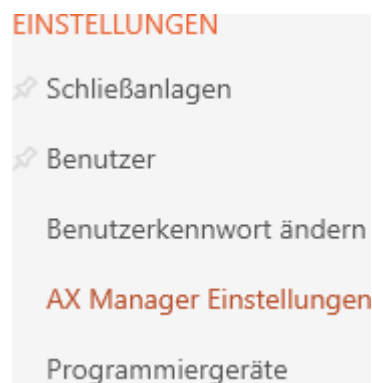 EINSTELLUNGEN
Schließanlagen
Benutzer
Benutzerkennwort ändern
AX Manager Einstellungen
Programmiergeräte